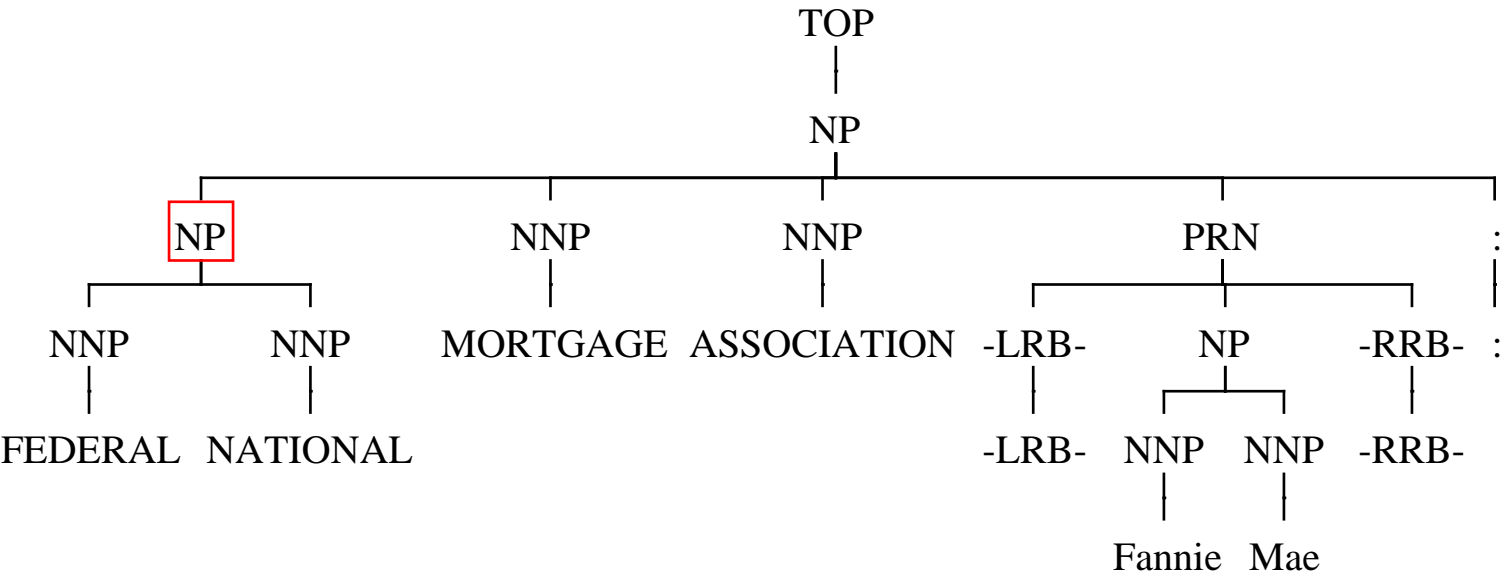 TOP
NP
NP NNP NNP PRN :
NNP NNP MORTGAGE ASSOCIATION -LRB- NP -RRB- :
FEDERAL NATIONAL -LRB- NNP NNP -RRB-
Fannie Mae